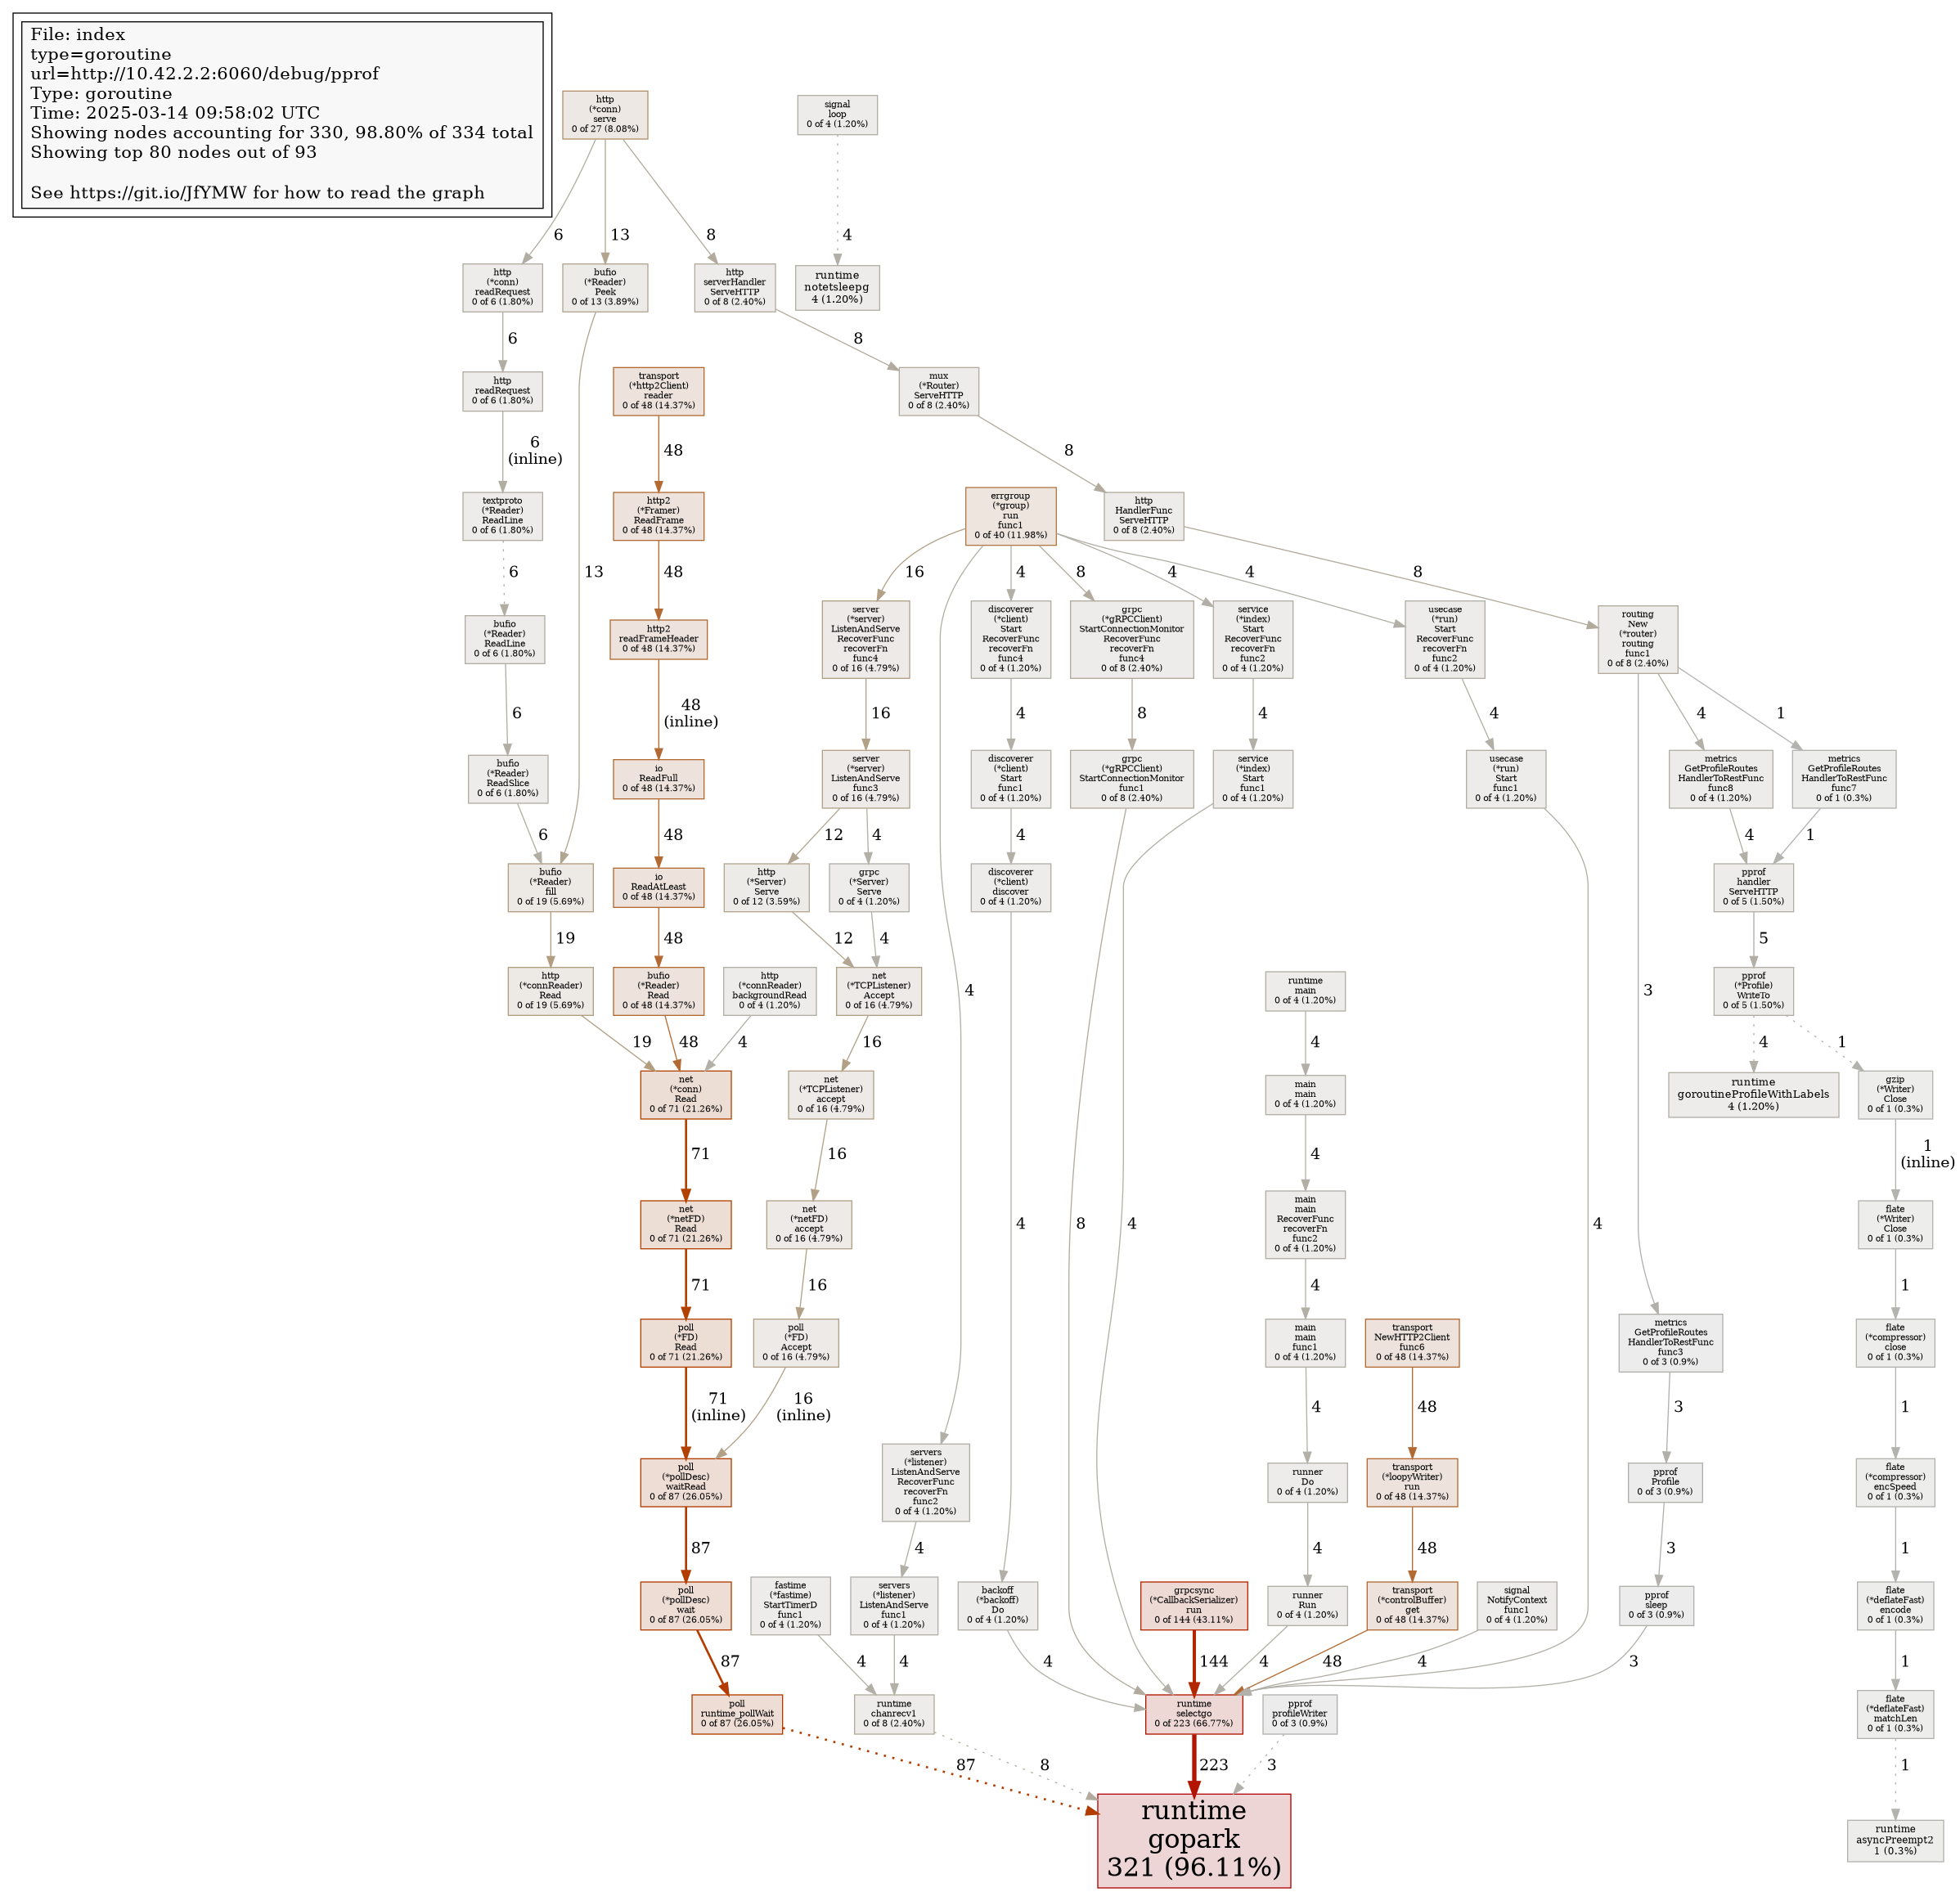 File: index
type=goroutine
url=http://10.42.2.2:6060/debug/pprof
Type: goroutine
Time: 2025-03-14 09:58:02 UTC
Showing nodes accounting for 330, 98.80% of 334 total
Showing top 80 nodes out of 93
See https://git.io/JfYMW for how to read the graph
http
(*conn)
serve
0 of 27 (8.08%)
signal
loop
0 of 4 (1.20%)
6
13
8
4
http
(*conn)
readRequest
0 of 6 (1.80%)
bufio
(*Reader)
Peek
0 of 13 (3.89%)
http
serverHandler
ServeHTTP
0 of 8 (2.40%)
runtime
notetsleepg
4 (1.20%)
6
8
http
readRequest
0 of 6 (1.80%)
transport
(*http2Client)
reader
0 of 48 (14.37%)
mux
(*Router)
ServeHTTP
0 of 8 (2.40%)
6
(inline)
48
8
textproto
(*Reader)
ReadLine
0 of 6 (1.80%)
http2
(*Framer)
ReadFrame
0 of 48 (14.37%)
errgroup
(*group)
run
func1
0 of 40 (11.98%)
http
HandlerFunc
ServeHTTP
0 of 8 (2.40%)
6
13
48
16
4
8
4
4
8
bufio
(*Reader)
ReadLine
0 of 6 (1.80%)
http2
readFrameHeader
0 of 48 (14.37%)
server
(*server)
ListenAndServe
RecoverFunc
recoverFn
func4
0 of 16 (4.79%)
discoverer
(*client)
Start
RecoverFunc
recoverFn
func4
0 of 4 (1.20%)
grpc
(*gRPCClient)
StartConnectionMonitor
RecoverFunc
recoverFn
func4
0 of 8 (2.40%)
service
(*index)
Start
RecoverFunc
recoverFn
func2
0 of 4 (1.20%)
usecase
(*run)
Start
RecoverFunc
recoverFn
func2
0 of 4 (1.20%)
routing
New
(*router)
routing
func1
0 of 8 (2.40%)
6
48
(inline)
16
4
8
4
4
4
1
bufio
(*Reader)
ReadSlice
0 of 6 (1.80%)
io
ReadFull
0 of 48 (14.37%)
server
(*server)
ListenAndServe
func3
0 of 16 (4.79%)
discoverer
(*client)
Start
func1
0 of 4 (1.20%)
grpc
(*gRPCClient)
StartConnectionMonitor
func1
0 of 8 (2.40%)
service
(*index)
Start
func1
0 of 4 (1.20%)
usecase
(*run)
Start
func1
0 of 4 (1.20%)
metrics
GetProfileRoutes
HandlerToRestFunc
func8
0 of 4 (1.20%)
metrics
GetProfileRoutes
HandlerToRestFunc
func7
0 of 1 (0.3%)
6
48
12
4
4
4
1
bufio
(*Reader)
fill
0 of 19 (5.69%)
io
ReadAtLeast
0 of 48 (14.37%)
http
(*Server)
Serve
0 of 12 (3.59%)
grpc
(*Server)
Serve
0 of 4 (1.20%)
discoverer
(*client)
discover
0 of 4 (1.20%)
pprof
handler
ServeHTTP
0 of 5 (1.50%)
19
48
12
4
5
http
(*connReader)
Read
0 of 19 (5.69%)
bufio
(*Reader)
Read
0 of 48 (14.37%)
http
(*connReader)
backgroundRead
0 of 4 (1.20%)
net
(*TCPListener)
Accept
0 of 16 (4.79%)
4
runtime
main
0 of 4 (1.20%)
3
pprof
(*Profile)
WriteTo
0 of 5 (1.50%)
19
48
4
16
4
4
1
net
(*conn)
Read
0 of 71 (21.26%)
net
(*TCPListener)
accept
0 of 16 (4.79%)
main
main
0 of 4 (1.20%)
runtime
goroutineProfileWithLabels
4 (1.20%)
gzip
(*Writer)
Close
0 of 1 (0.3%)
71
16
4
1
(inline)
net
(*netFD)
Read
0 of 71 (21.26%)
net
(*netFD)
accept
0 of 16 (4.79%)
4
8
4
main
main
RecoverFunc
recoverFn
func2
0 of 4 (1.20%)
4
flate
(*Writer)
Close
0 of 1 (0.3%)
71
16
4
1
poll
(*FD)
Read
0 of 71 (21.26%)
poll
(*FD)
Accept
0 of 16 (4.79%)
main
main
func1
0 of 4 (1.20%)
transport
NewHTTP2Client
func6
0 of 48 (14.37%)
metrics
GetProfileRoutes
HandlerToRestFunc
func3
0 of 3 (0.9%)
flate
(*compressor)
close
0 of 1 (0.3%)
71
(inline)
16
(inline)
4
48
3
1
poll
(*pollDesc)
waitRead
0 of 87 (26.05%)
servers
(*listener)
ListenAndServe
RecoverFunc
recoverFn
func2
0 of 4 (1.20%)
runner
Do
0 of 4 (1.20%)
transport
(*loopyWriter)
run
0 of 48 (14.37%)
pprof
Profile
0 of 3 (0.9%)
flate
(*compressor)
encSpeed
0 of 1 (0.3%)
87
4
4
48
3
1
poll
(*pollDesc)
wait
0 of 87 (26.05%)
fastime
(*fastime)
StartTimerD
func1
0 of 4 (1.20%)
servers
(*listener)
ListenAndServe
func1
0 of 4 (1.20%)
backoff
(*backoff)
Do
0 of 4 (1.20%)
grpcsync
(*CallbackSerializer)
run
0 of 144 (43.11%)
runner
Run
0 of 4 (1.20%)
transport
(*controlBuffer)
get
0 of 48 (14.37%)
signal
NotifyContext
func1
0 of 4 (1.20%)
pprof
sleep
0 of 3 (0.9%)
flate
(*deflateFast)
encode
0 of 1 (0.3%)
87
4
4
4
144
4
48
4
3
1
poll
runtime_pollWait
0 of 87 (26.05%)
runtime
chanrecv1
0 of 8 (2.40%)
runtime
selectgo
0 of 223 (66.77%)
pprof
profileWriter
0 of 3 (0.9%)
flate
(*deflateFast)
matchLen
0 of 1 (0.3%)
87
8
223
3
1
runtime
gopark
321 (96.11%)
runtime
asyncPreempt2
1 (0.3%)